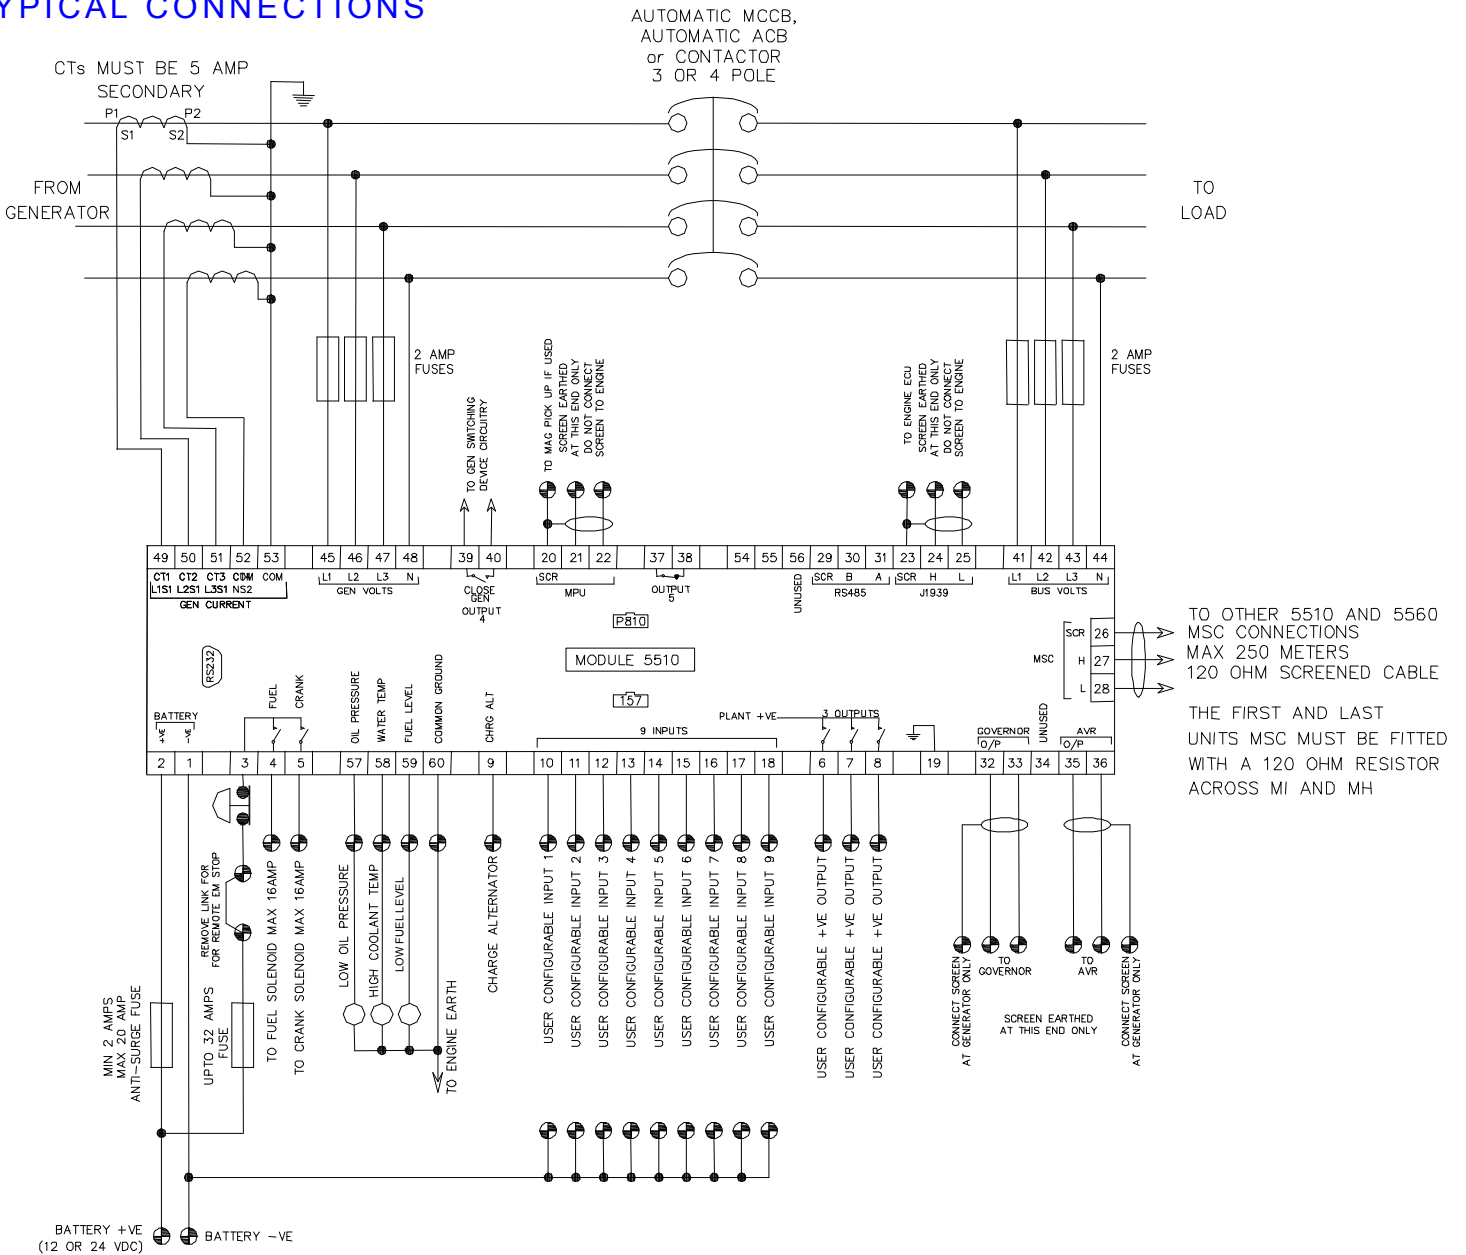 YPICAL CONNECTIONS
AUTOMATIC MCCB,
AUTOMATIC ACB
or CONTACTOR
3 OR 4 POLE
CTs MUST BE 5 AMP
SECONDARY
P1
P2
S1
S2
FROM
GENERATOR
TO
LOAD
2 AMP
FUSES
2 AMP
FUSES
TO GEN SWITCHING
DEVICE CIRCUITRY
TO MAG PICK UP IF USED
SCREEN EARTHED
AT THIS END ONLY
DO NOT CONNECT
SCREEN TO ENGINE
TO ENGINE ECU
SCREEN EARTHED
AT THIS END ONLY
DO NOT CONNECT
SCREEN TO ENGINE
49 50 51 52 53 45 46 47 48 39 40 20 21 22 37 38 54 55 56 29 30 31 23 24 25 41 42 43 44
CT1 CT2 CT3 COM COM
L1S1 L2S1 L3S1 NS2
GEN CURRENT
L1 L2 L3 N
GEN VOLTS
CLOSE
GEN
OUTPUT
4
SCR
MPU
OUTPUT
5
UNUSED
SCR B A
RS485
SCR H L
J1939
L1 L2 L3 N
BUS VOLTS
P810
MODULE 5510
157
RS232
MSC
SCR 26
H 27
L 28
TO OTHER 5510 AND 5560
MSC CONNECTIONS
MAX 250 METERS
120 OHM SCREENED CABLE
THE FIRST AND LAST
UNITS MSC MUST BE FITTED
WITH A 120 OHM RESISTOR
ACROSS MI AND MH
BATTERY
+VE
-VE
FUEL
CRANK
OIL PRESSURE
WATER TEMP
FUEL LEVEL
COMMON GROUND
CHRG ALT
9 INPUTS
PLANT +VE
3 OUTPUTS
GOVERNOR
O/P
UNUSED
AVR
O/P
2 1 3 4 5 57 58 59 60 9 10 11 12 13 14 15 16 17 18 6 7 8 19 32 33 34 35 36
REMOVE LINK FOR
FOR REMOTE EM STOP
TO FUEL SOLENOID MAX 16AMP
TO CRANK SOLENOID MAX 16AMP
LOW OIL PRESSURE
HIGH COOLANT TEMP
LOW FUEL LEVEL
TO ENGINE EARTH
CHARGE ALTERNATOR
USER CONFIGURABLE INPUT 1
USER CONFIGURABLE INPUT 2
USER CONFIGURABLE INPUT 3
USER CONFIGURABLE INPUT 4
USER CONFIGURABLE INPUT 5
USER CONFIGURABLE INPUT 6
USER CONFIGURABLE INPUT 7
USER CONFIGURABLE INPUT 8
USER CONFIGURABLE INPUT 9
USER CONFIGURABLE +VE OUTPUT
USER CONFIGURABLE +VE OUTPUT
USER CONFIGURABLE +VE OUTPUT
CONNECT SCREEN
AT GENERATOR ONLY
TO
GOVERNOR
TO
AVR
CONNECT SCREEN
AT GENERATOR ONLY
SCREEN EARTHED
AT THIS END ONLY
MIN 2 AMPS
MAX 20 AMP
ANTI-SURGE FUSE
UPTO 32 AMPS
FUSE
BATTERY +VE
(12 OR 24 VDC)
BATTERY -VE